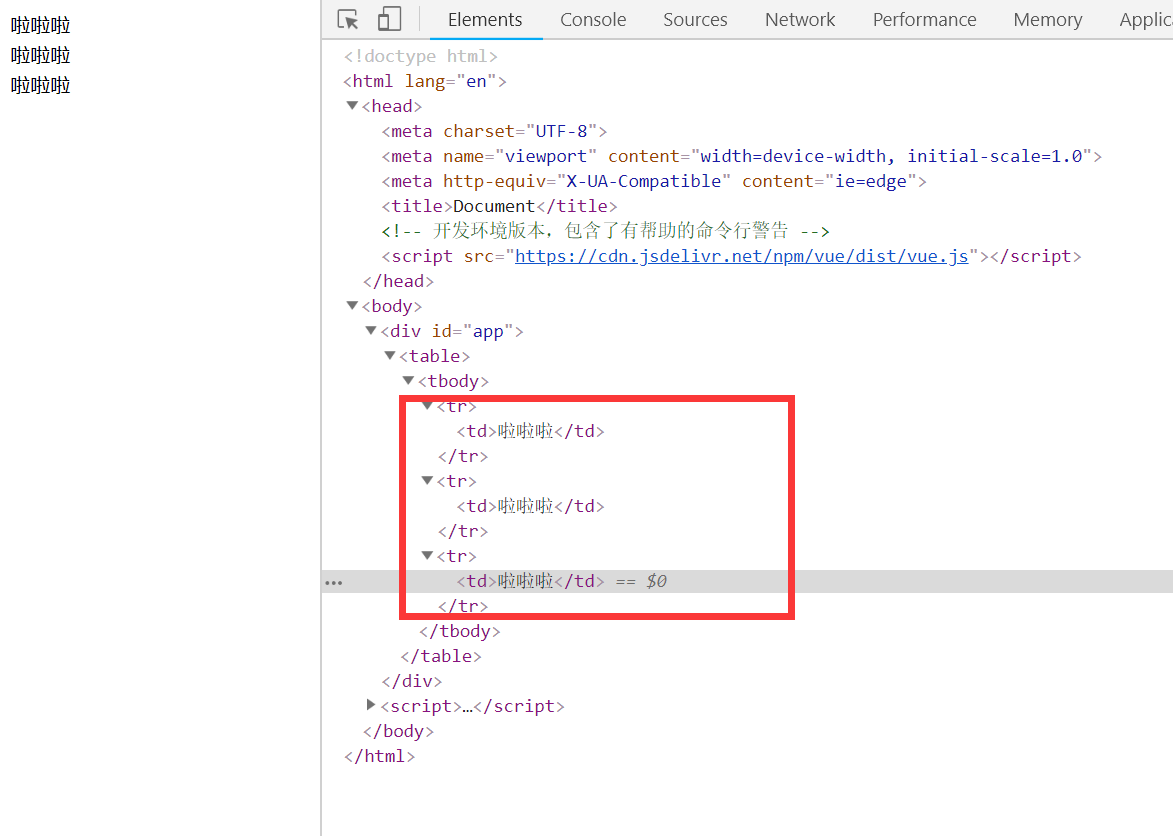 啦啦啦
啦啦啦
啦啦啦
Elements Console Sources Network Performance Memory Applic
<!doctype html>
<html lang="en">
<head>
<meta charset="UTF-8">
<meta name="viewport" content="width=device-width, initial-scale=1.0">
<meta http-equiv="X-UA-Compatible" content="ie=edge">
<title>Document</title>
<!-- 开发环境版本，包含了有帮助的命令行警告 -->
<script src="https://cdn.jsdelivr.net/npm/vue/dist/vue.js"></script>
</head>
<body>
<div id="app">
<table>
<tbody>
<tr>
<td>啦啦啦</td>
</tr>
<tr>
<td>啦啦啦</td>
</tr>
<tr>
<td>啦啦啦</td> == $0
</tr>
</tbody>
</table>
</div>
<script>…</script>
</body>
</html>